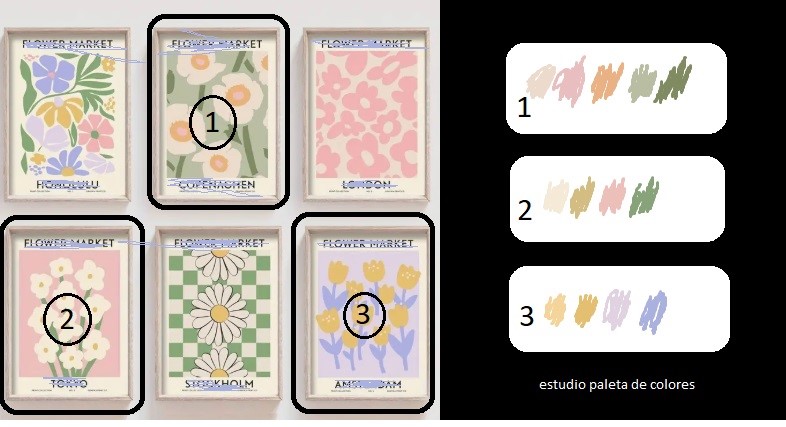 FLOWER MARKET
HONOLULU
FLOWER MARKET
1
COPENHAGEN
FLOWER MARKET
LONDON
FLOWER MARKET
2
TOKYO
FLOWER MARKET
STOCKHOLM
FLOWER MARKET
3
AMSTERDAM
1
2
3
estudio paleta de colores